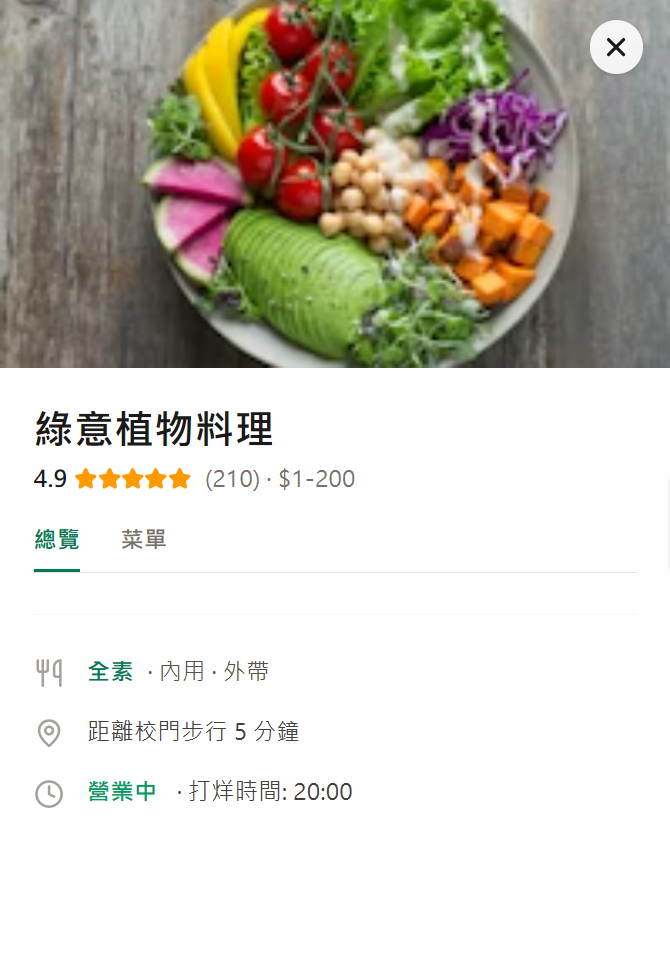 綠意植物料理
4.9 ★★★★★ (210) · $1-200
總覽 菜單
全素 · 內用 · 外帶
距離校門步行 5 分鐘
營業中 · 打烊時間: 20:00